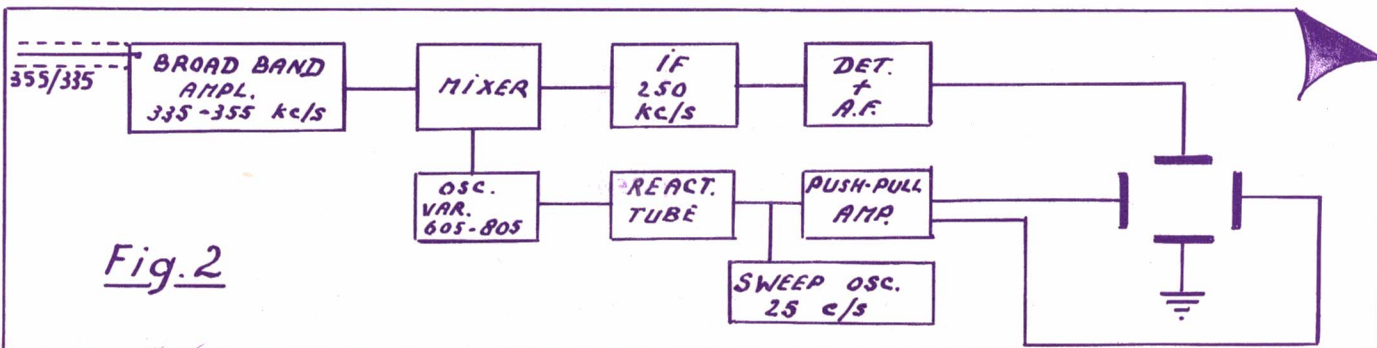 355/335
BROAD BAND
AMPL.
335-355 kc/s
MIXER
IF
250
KC/S
DET.
+
A.F.
OSC.
VAR.
605-805
REACT.
TUBE
PUSH-PULL
AMP.
SWEEP OSC.
25 c/s
Fig. 2